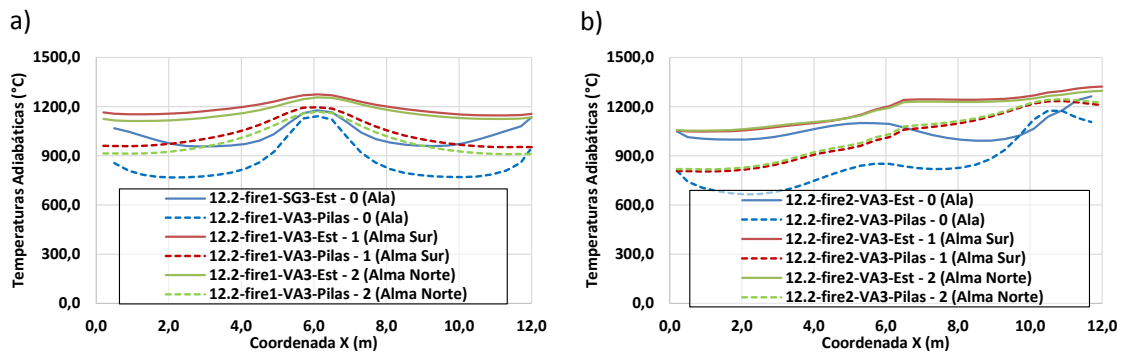 a)
Temperaturas Adiabáticas (°C)
1500,0
1200,0
900,0
600,0
300,0
0,0
12.2-fire1-SG3-Est - 0 (Ala)
12.2-fire1-VA3-Pilas - 0 (Ala)
12.2-fire1-VA3-Est - 1 (Alma Sur)
12.2-fire1-VA3-Pilas - 1 (Alma Sur)
12.2-fire1-VA3-Est - 2 (Alma Norte)
12.2-fire1-VA3-Pilas - 2 (Alma Norte)
0,0 2,0 4,0 6,0 8,0 10,0 12,0
Coordenada X (m)
b)
Temperaturas Adiabáticas (°C)
1500,0
1200,0
900,0
600,0
300,0
0,0
12.2-fire2-VA3-Est - 0 (Ala)
12.2-fire2-VA3-Pilas - 0 (Ala)
12.2-fire2-VA3-Est - 1 (Alma Sur)
12.2-fire2-VA3-Pilas - 1 (Alma Sur)
12.2-fire2-VA3-Est - 2 (Alma Norte)
12.2-fire2-VA3-Pilas - 2 (Alma Norte)
0,0 2,0 4,0 6,0 8,0 10,0 12,0
Coordenada X (m)